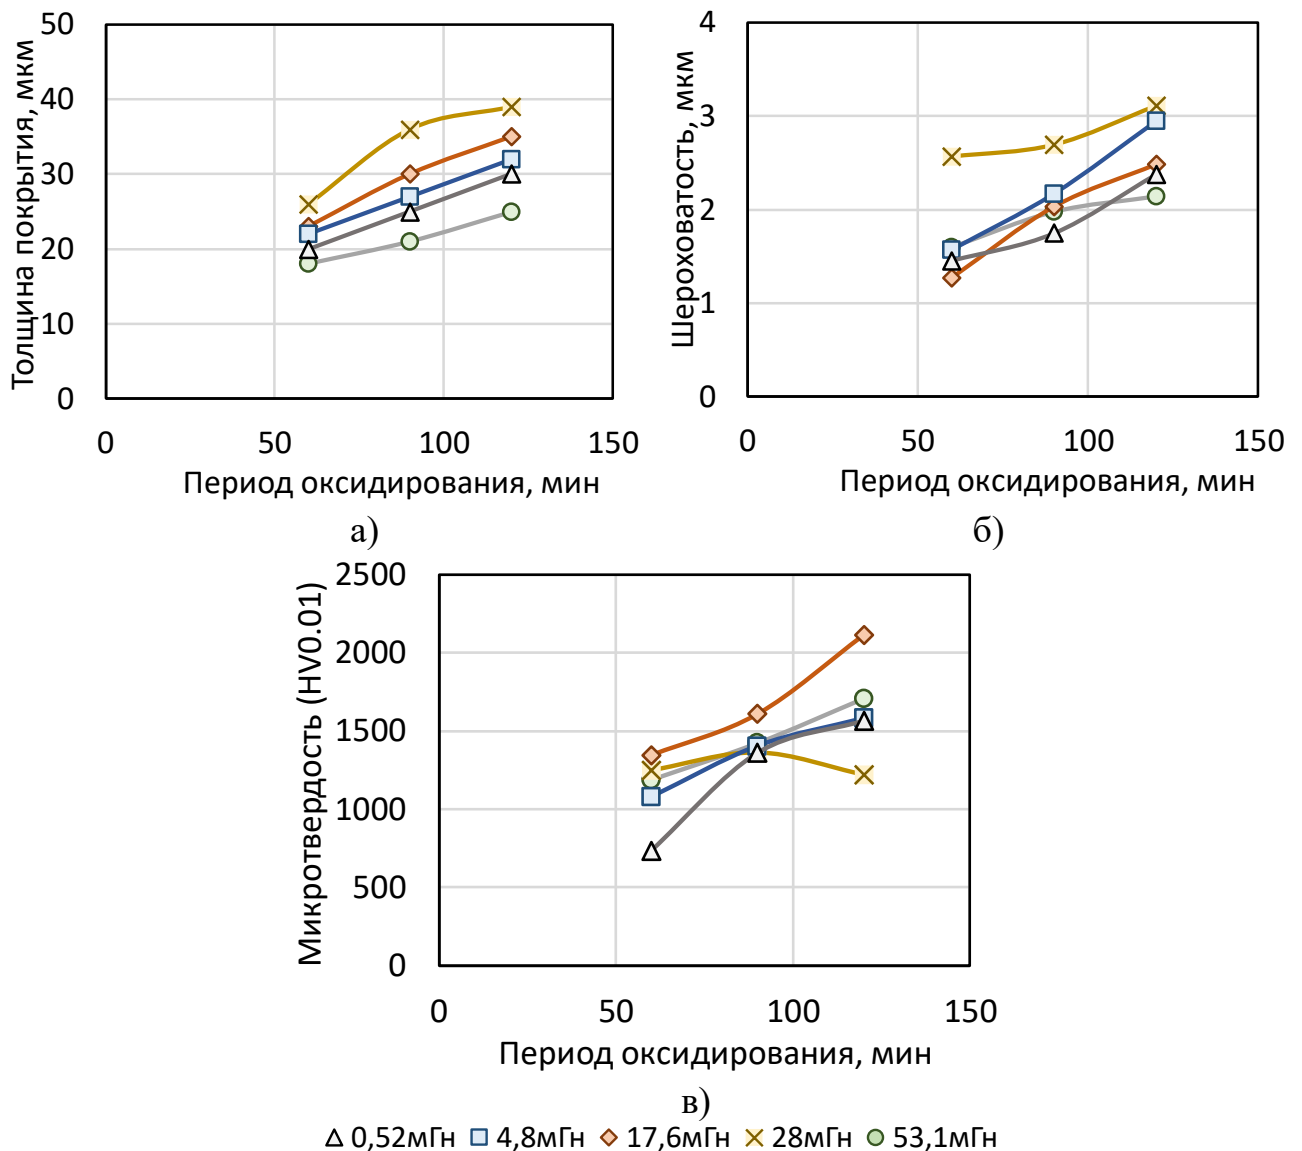 50
40
30
20
10
0
0 50 100 150
Толщина покрытия, мкм
Период оксидирования, мин
а)
4
3
2
1
0
0 50 100 150
Шероховатость, мкм
Период оксидирования, мин
б)
2500
2000
1500
1000
500
0
0 50 100 150
Микротвердость (HV0.01)
Период оксидирования, мин
в)
0,52мГн 4,8мГн 17,6мГн 28мГн 53,1мГн